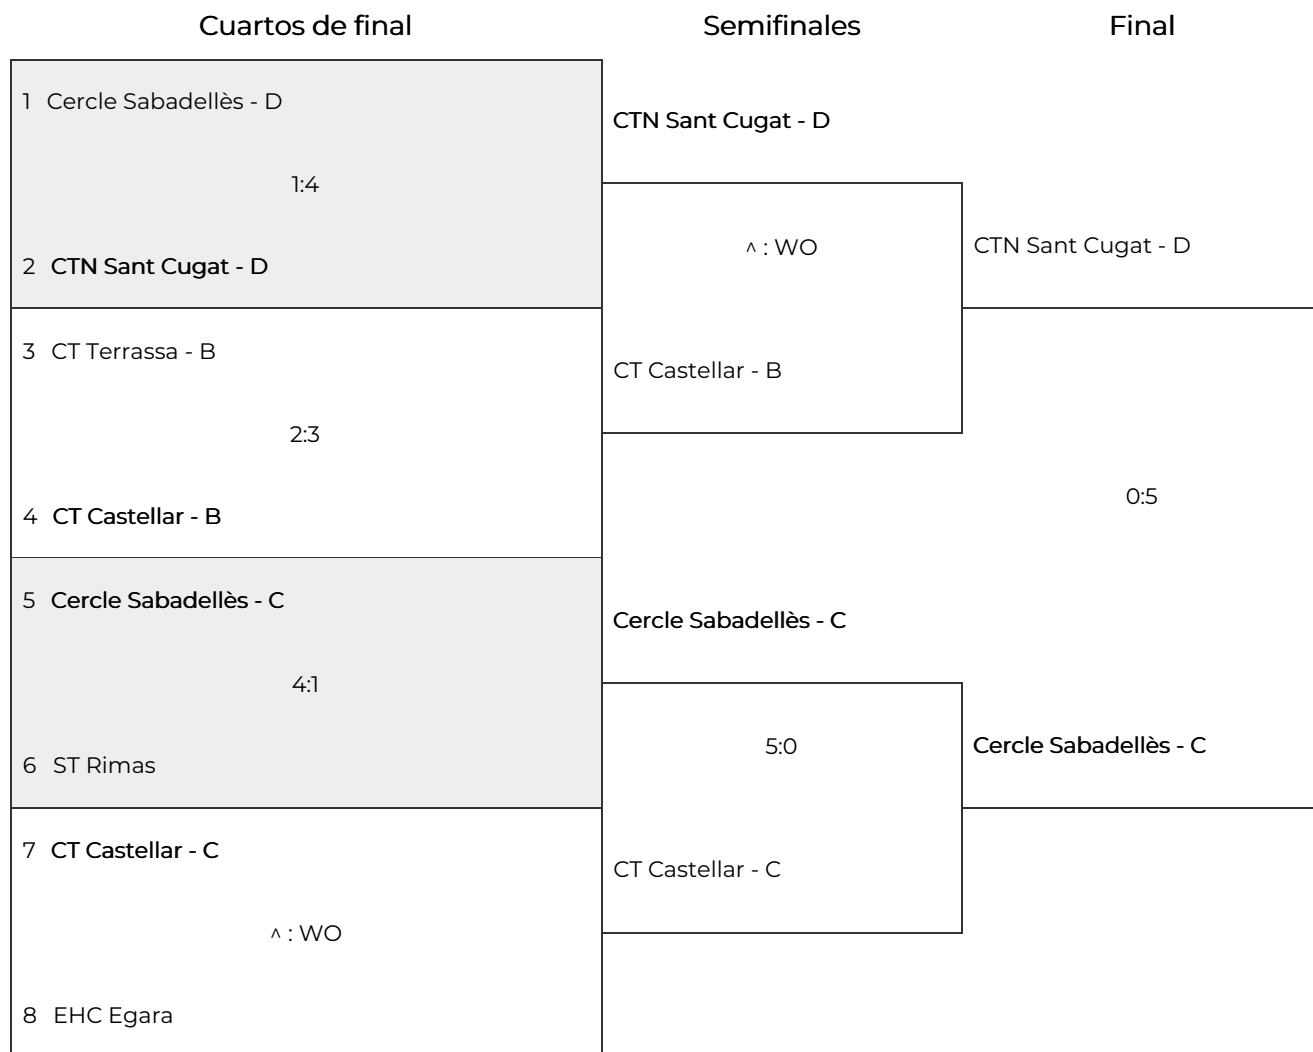 Cuartos de final
Semifinales
Final
1 Cercle Sabadellès - D
1:4
2 CTN Sant Cugat - D
3 CT Terrassa - B
2:3
4 CT Castellar - B
5 Cercle Sabadellès - C
4:1
6 ST Rimas
7 CT Castellar - C
^ : WO
8 EHC Egara
CTN Sant Cugat - D
^ : WO
CT Castellar - B
Cercle Sabadellès - C
5:0
CT Castellar - C
CTN Sant Cugat - D
0:5
Cercle Sabadellès - C